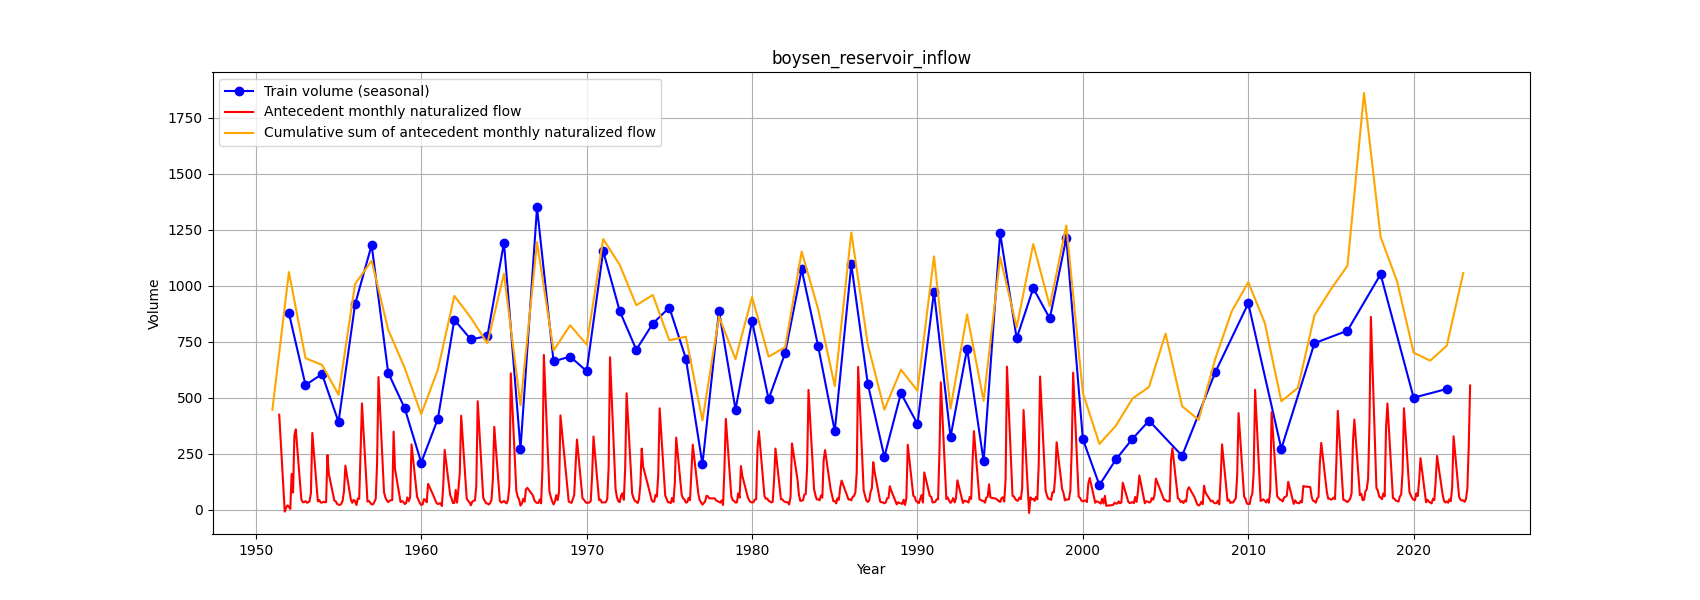 boysen_reservoir_inflow
Train volume (seasonal)
Antecedent monthly naturalized flow
Cumulative sum of antecedent monthly naturalized flow
Volume
1750
1500
1250
1000
750
500
250
0
1950 1960 1970 1980 1990 2000 2010 2020
Year